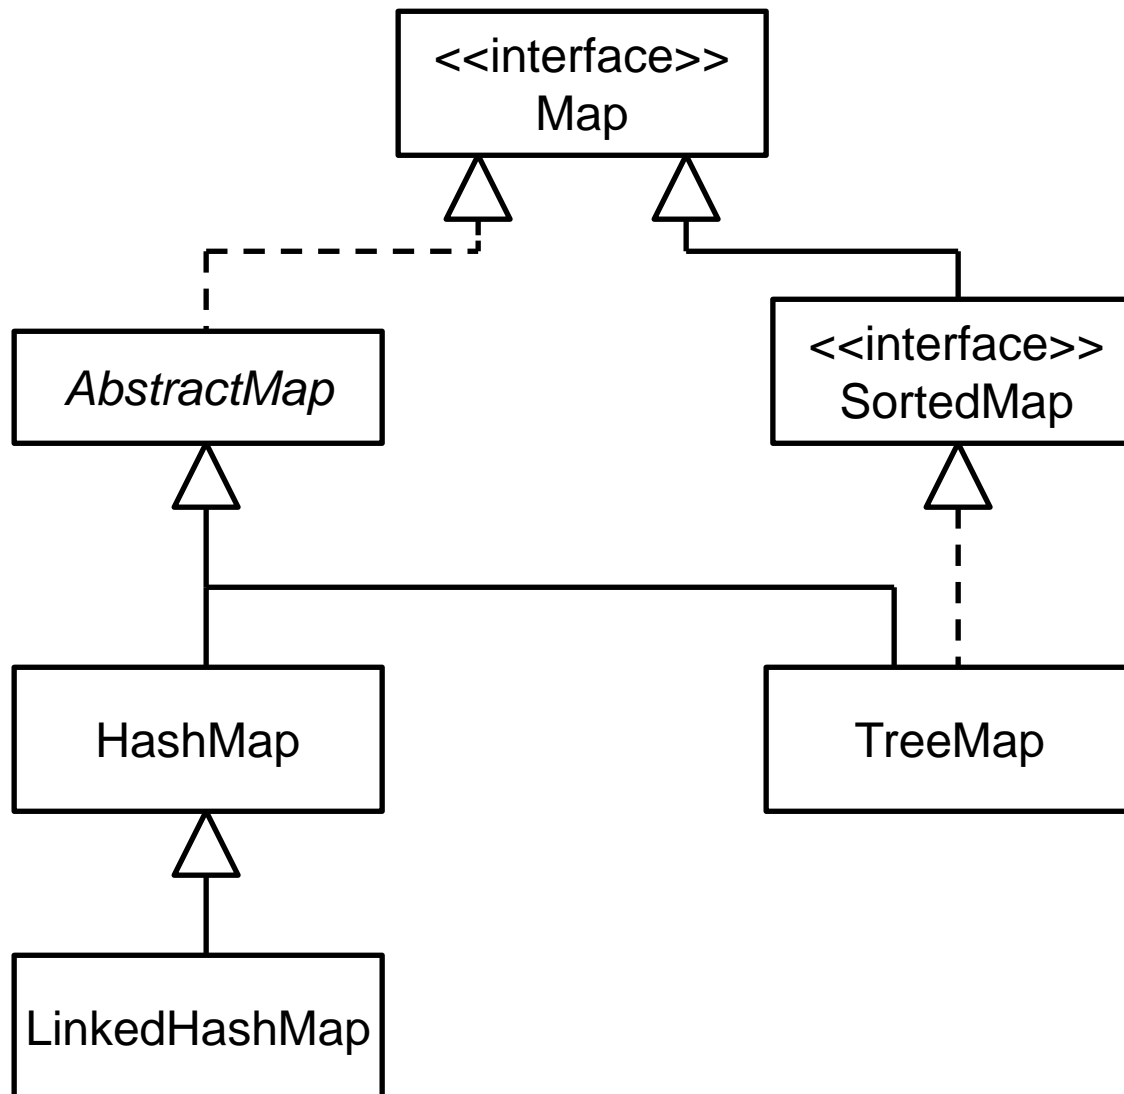 <<interface>>
Map
AbstractMap
<<interface>>
SortedMap
HashMap
TreeMap
LinkedHashMap